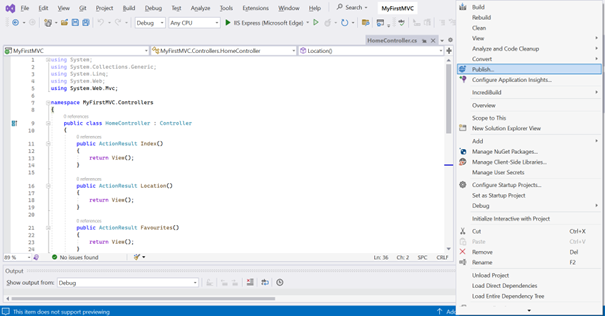 File Edit View Git Project Build Debug Test Analyze Tools Extensions Window Help Search MyFirstMVC
Debug Any CPU IIS Express (Microsoft Edge)
HomeController.cs
MyFirstMVC MyFirstMVC.Controllers.HomeController Location()
1 using System;
2 using System.Collections.Generic;
3 using System.Linq;
4 using System.Web;
5 using System.Web.Mvc;
6
7 namespace MyFirstMVC.Controllers
8 {
0 references
9 public class HomeController : Controller
10 {
0 references
11 public ActionResult Index()
12 {
13 return View();
14 }
15
0 references
16 public ActionResult Location()
17 {
18 return View();
19 }
20
0 references
21 public ActionResult Favourites()
22 {
23 return View();
24 }
89 % No issues found Ln: 36 Ch: 2 SPC CRLF
Output
Show output from: Debug
This item does not support previewing Add
Build
Rebuild
Clean
View
Analyze and Code Cleanup
Convert
Publish...
Configure Application Insights...
IncrediBuild
Overview
Scope to This
New Solution Explorer View
Add
Manage NuGet Packages...
Manage Client-Side Libraries...
Manage User Secrets
Configure Startup Projects...
Set as Startup Project
Debug
Initialize Interactive with Project
Cut Ctrl+X
Paste Ctrl+V
Remove Del
Rename F2
Unload Project
Load Direct Dependencies
Load Entire Dependency Tree